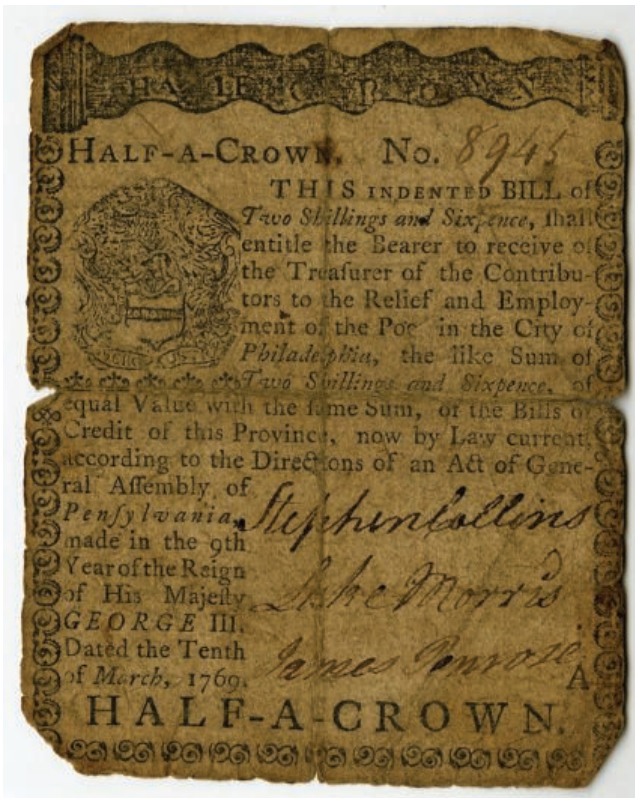 HALF A CROWN
HALF-A-CROWN. No. 8945
THIS INDENTED BILL of
Two Shillings and Sixpence, ſhall
entitle the Bearer to receive of
the Treaſurer of the Contribu-
tors to the Relief and Employ-
ment of the Poo in the City of
Philadelphia, the like Sum of
Two Shillings and Sixpence, of
equal Value with the ſame Sum, of the Bills of
Credit of this Province, now by Law current,
according to the Directions of an Act of Gene-
ral Aſſembly of
Penſylvania,
made in the 9th
Year of the Reign
of His Majeſty
GEORGE III.
Dated the Tenth
of March, 1769.
Stephen Collins
Luke Morris
James Penrose
A
HALF-A-CROWN.